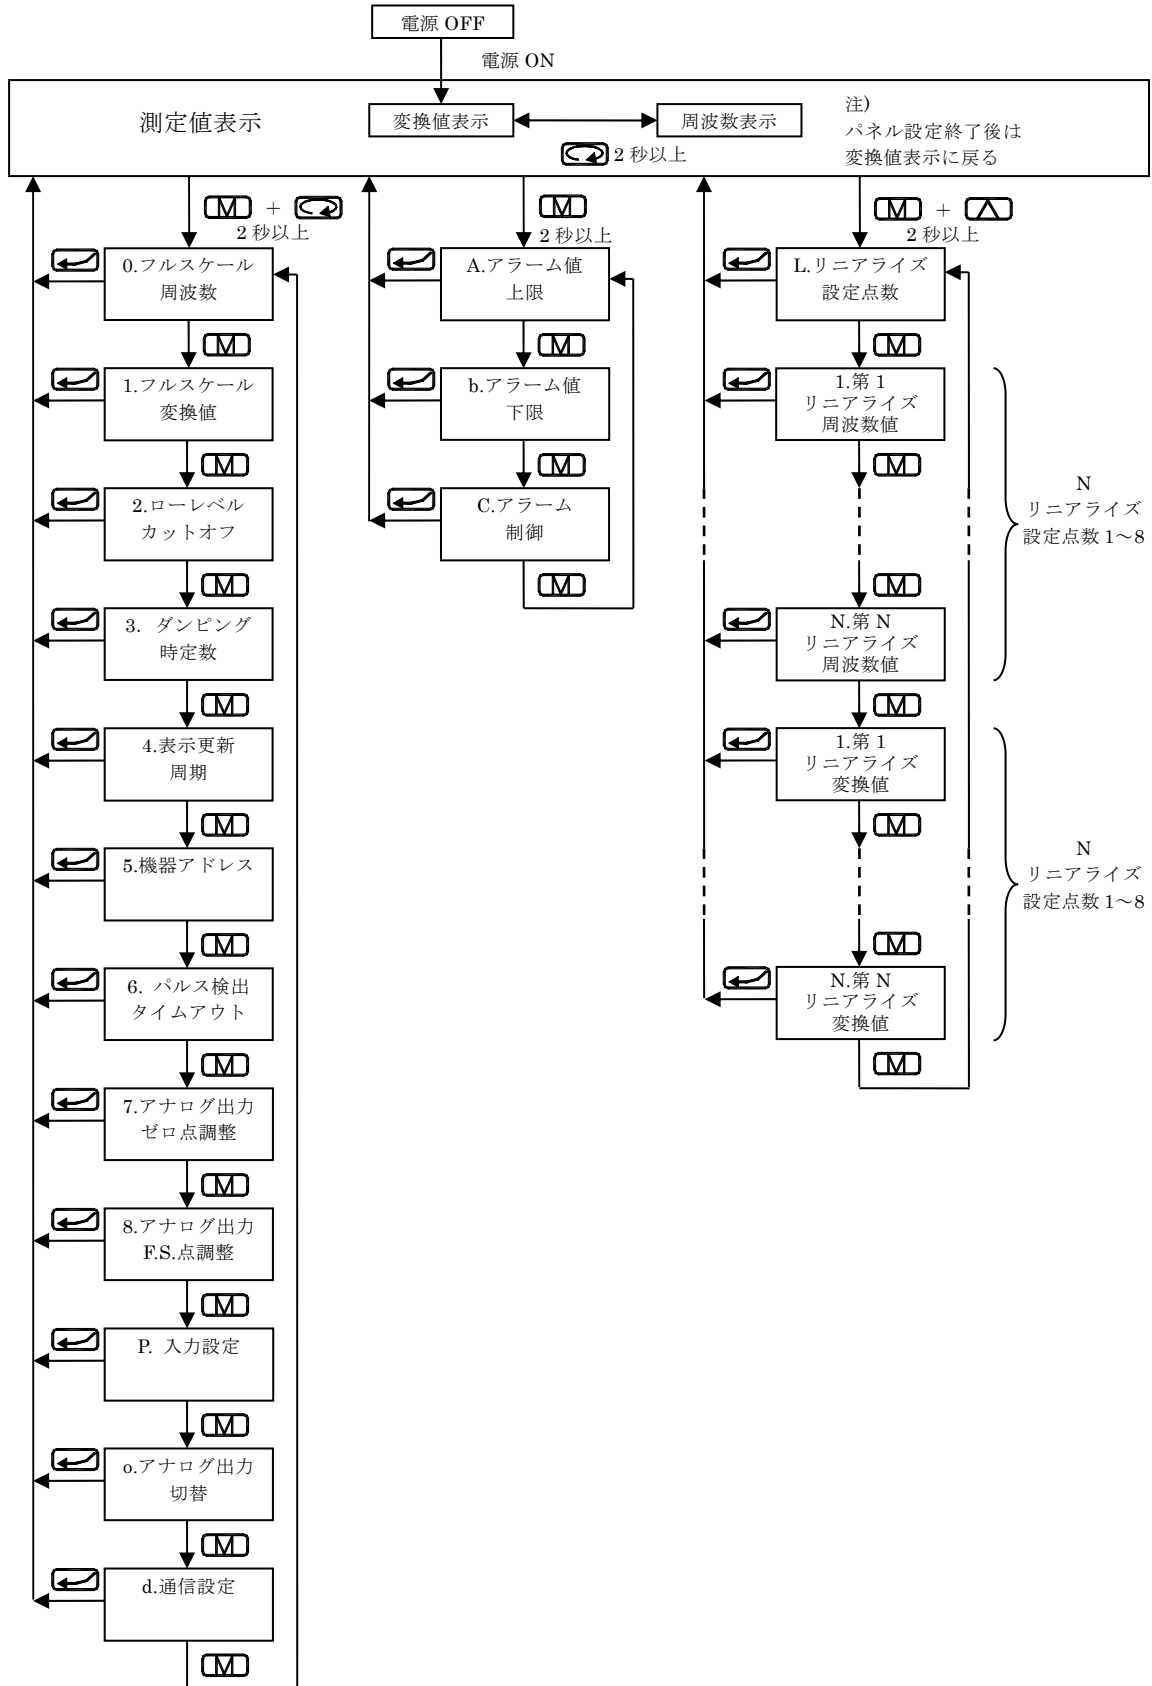 電源 OFF
電源 ON
測定値表示
変換値表示
周波数表示
2 秒以上
注)
パネル設定終了後は
変換値表示に戻る
M + 
2 秒以上
0.フルスケール
周波数
M
1.フルスケール
変換値
M
2.ローレベル
カットオフ
M
3. ダンピング
時定数
M
4.表示更新
周期
M
5.機器アドレス
M
6. パルス検出
タイムアウト
M
7.アナログ出力
ゼロ点調整
M
8.アナログ出力
F.S.点調整
M
P. 入力設定
M
o.アナログ出力
切替
M
d.通信設定
M
M
2 秒以上
A.アラーム値
上限
M
b.アラーム値
下限
M
C.アラーム
制御
M
M +
2 秒以上
L.リニアライズ
設定点数
M
1.第 1
リニアライズ
周波数値
M
M
N.第 N
リニアライズ
周波数値
M
N
リニアライズ
設定点数 1～8
1.第 1
リニアライズ
変換値
M
M
N.第 N
リニアライズ
変換値
M
N
リニアライズ
設定点数 1～8